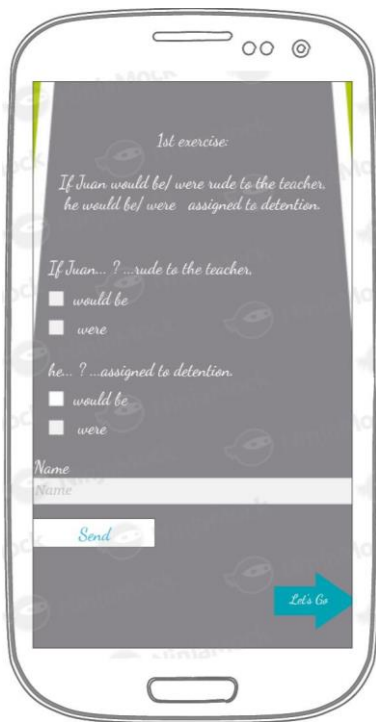 1st exercise:
If Juan would be/ were rude to the teacher,
he would be/ were assigned to detention.
If Juan... ? ...rude to the teacher,
would be
were
he... ? ...assigned to detention.
would be
were
Name
Name
Send
Let's Go